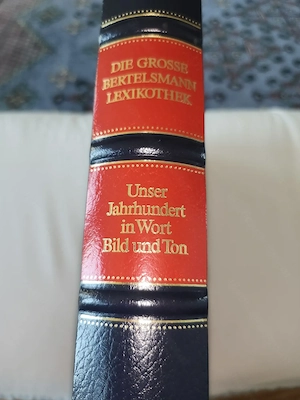 DIE GROSSE
BERTELSMANN
LEXIKOTHEK
Unser
Jahrhundert
in Wort
Bild und Ton